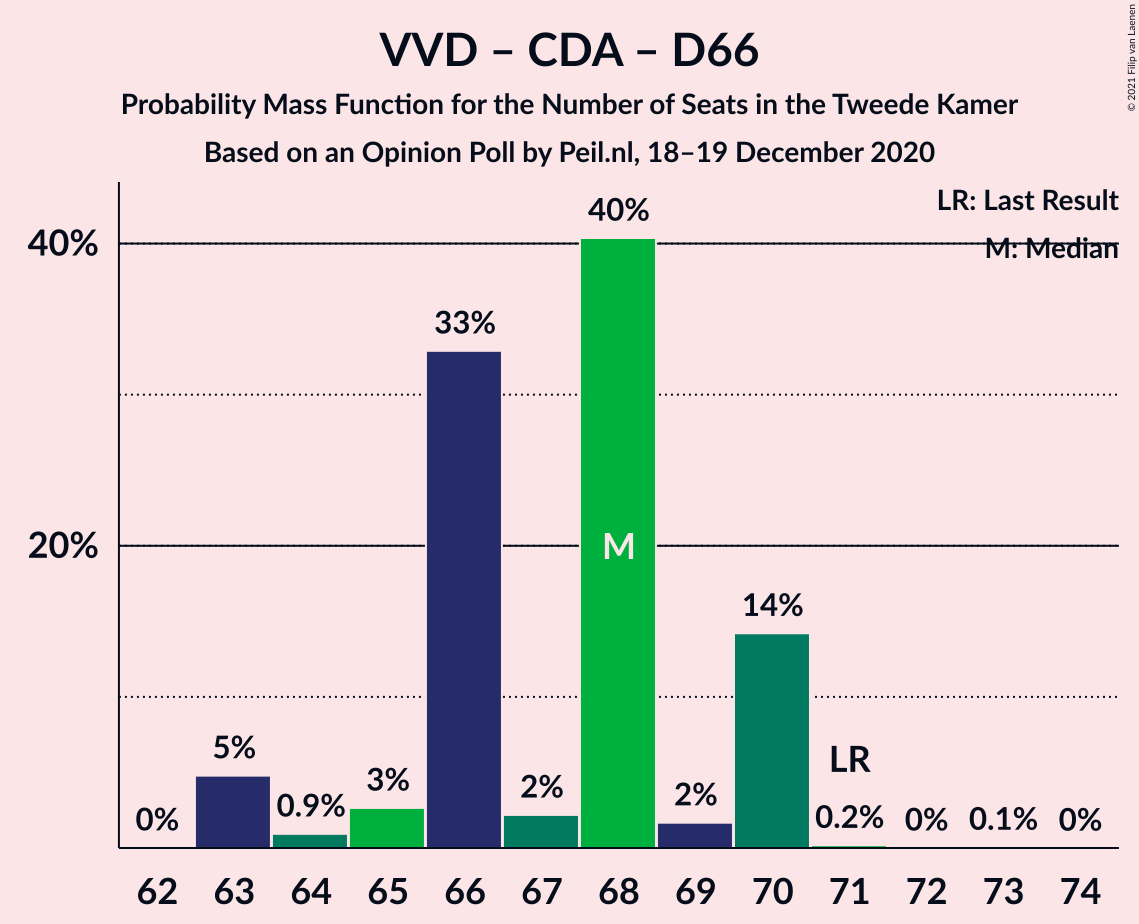 VVD – CDA – D66
Probability Mass Function for the Number of Seats in the Tweede Kamer
Based on an Opinion Poll by Peil.nl, 18–19 December 2020
© 2021 Filip van Laenen
LR: Last Result
M: Median
40%
20%
0%
5%
0.9%
3%
33%
2%
40%
M
2%
14%
LR
0.2%
0%
0.1%
0%
62 63 64 65 66 67 68 69 70 71 72 73 74